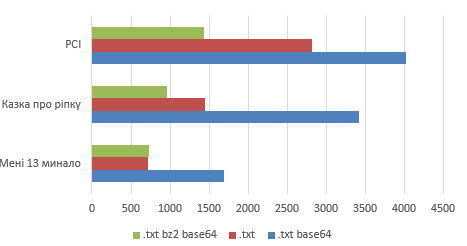 PCI
Казка про ріпку
Мені 13 минало
0 500 1000 1500 2000 2500 3000 3500 4000 4500
.txt bz2 base64 .txt .txt base64